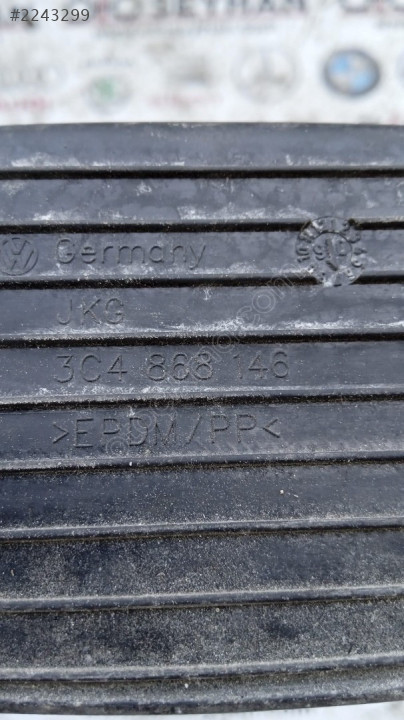 #2243299
Germany
JKG
3C4 868 146
>EPDM/PP<